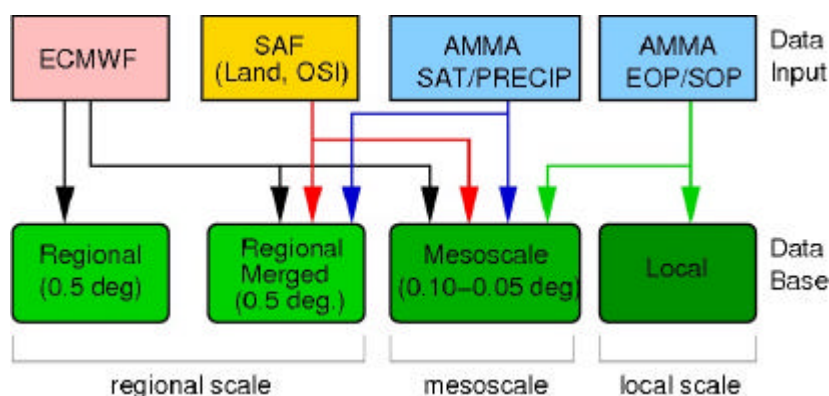 ECMWF
SAF
(Land, OSI)
AMMA
SAT/PRECIP
AMMA
EOP/SOP
Data
Input
Regional
(0.5 deg)
Regional
Merged
(0.5 deg.)
Mesoscale
(0.10–0.05 deg)
Local
Data
Base
regional scale
mesoscale
local scale